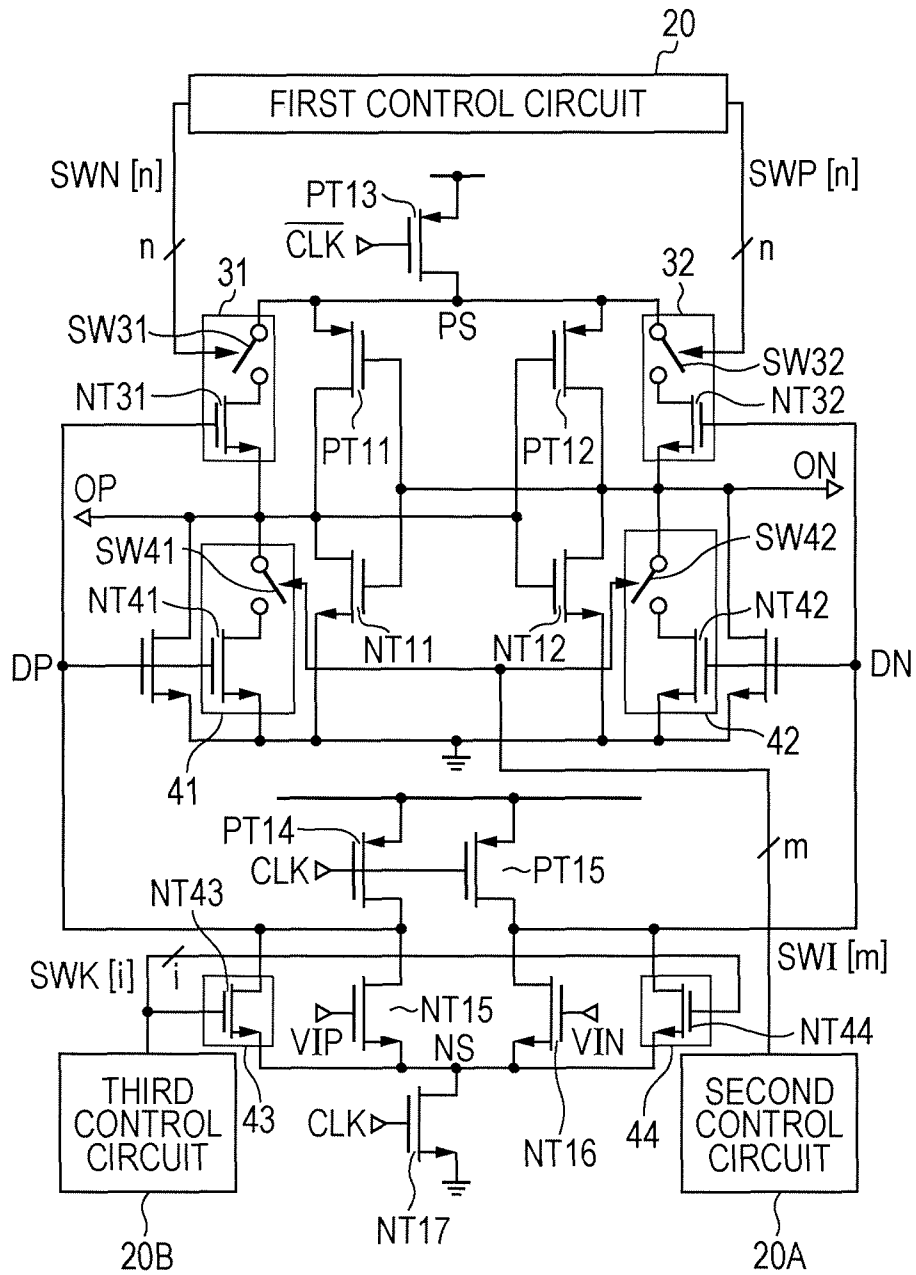 20
FIRST CONTROL CIRCUIT
SWN [n]
SWP [n]
PT13
CLK
n
n
31
32
PS
SW31
SW32
NT31
NT32
PT11
PT12
OP
ON
SW41
SW42
NT41
NT42
NT11
NT12
DP
DN
41
42
PT14
CLK
PT15
m
NT43
SWK [i]
i
SWI [m]
VIP
NT15
NS
VIN
NT44
THIRD
CONTROL
CIRCUIT
43
CLK
44
SECOND
CONTROL
CIRCUIT
NT16
NT17
20B
20A